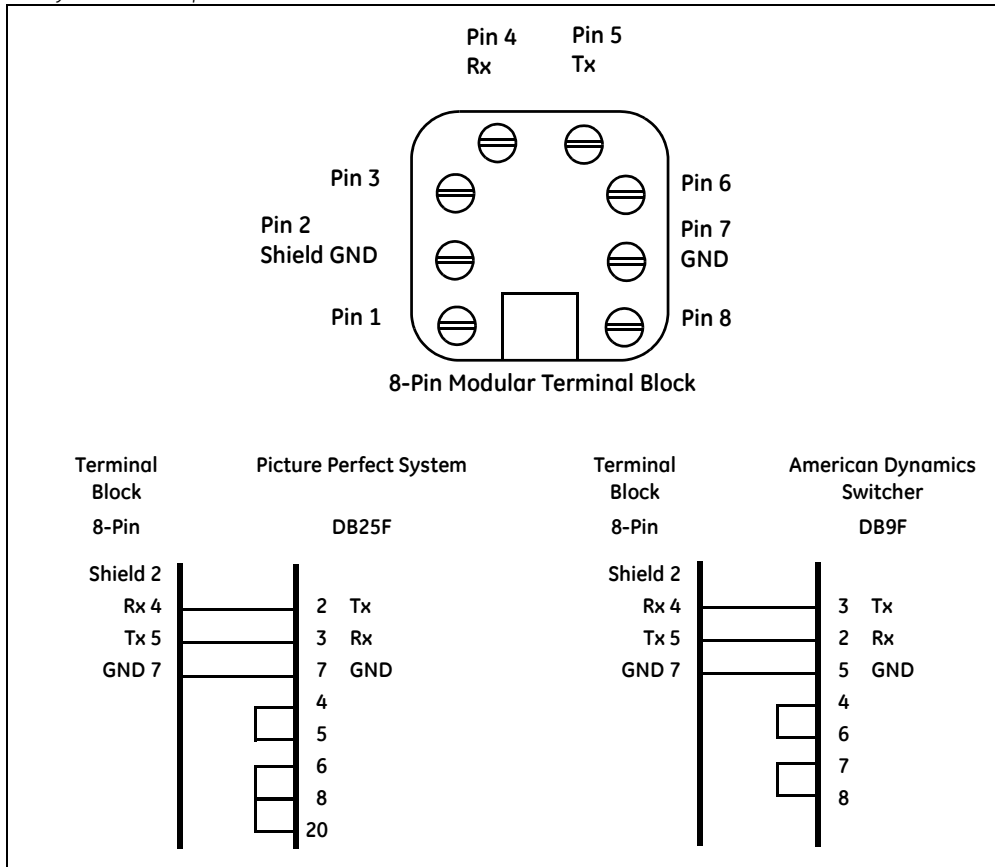 Pin 4 Pin 5
Rx Tx
Pin 3
Pin 6
Pin 2
Shield GND
Pin 7
GND
Pin 1
Pin 8
8-Pin Modular Terminal Block
Terminal Block
Picture Perfect System
8-Pin DB25F
Shield 2
Rx 4 2 Tx
Tx 5 3 Rx
GND 7 7 GND
4
5
6
8
20
Terminal Block
American Dynamics Switcher
8-Pin DB9F
Shield 2
Rx 4 3 Tx
Tx 5 2 Rx
GND 7 5 GND
4
6
7
8